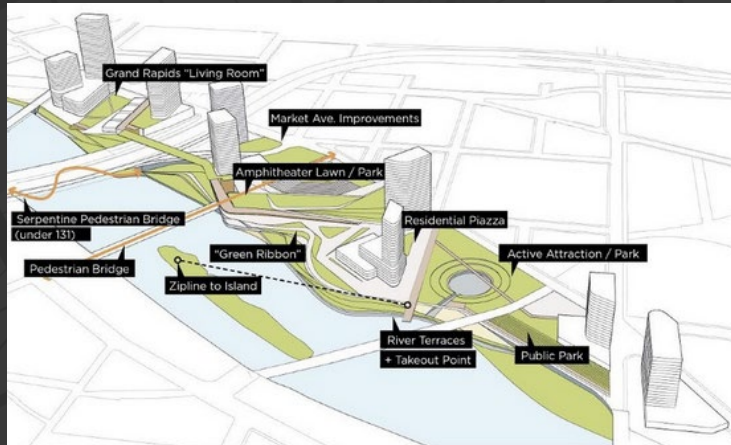 Grand Rapids "Living Room"
Market Ave. Improvements
Amphitheater Lawn / Park
Serpentine Pedestrian Bridge
(under 131)
Residential Piazza
"Green Ribbon"
Active Attraction / Park
Pedestrian Bridge
Zipline to Island
River Terraces
+ Takeout Point
Public Park